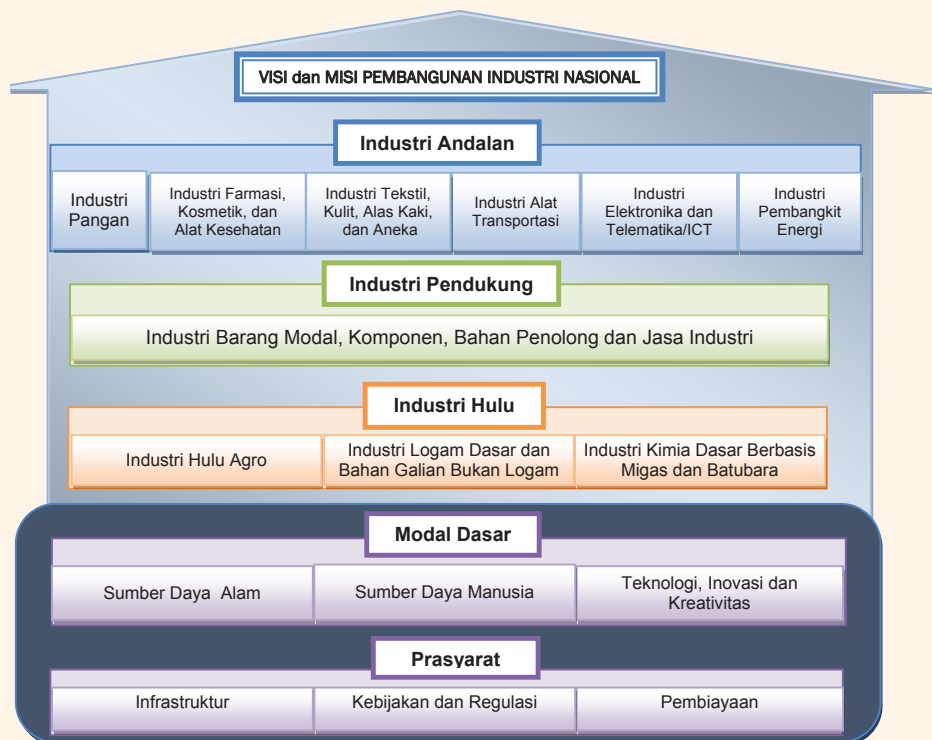 VISI dan MISI PEMBANGUNAN INDUSTRI NASIONAL
Industri Andalan
Industri
Pangan
Industri Farmasi,
Kosmetik, dan
Alat Kesehatan
Industri Tekstil,
Kulit, Alas Kaki,
dan Aneka
Industri Alat
Transportasi
Industri
Elektronika dan
Telematika/ICT
Industri
Pembangkit
Energi
Industri Pendukung
Industri Barang Modal, Komponen, Bahan Penolong dan Jasa Industri
Industri Hulu
Industri Hulu Agro
Industri Logam Dasar dan
Bahan Galian Bukan Logam
Industri Kimia Dasar Berbasis
Migas dan Batubara
Modal Dasar
Sumber Daya Alam
Sumber Daya Manusia
Teknologi, Inovasi dan
Kreativitas
Prasyarat
Infrastruktur
Kebijakan dan Regulasi
Pembiayaan